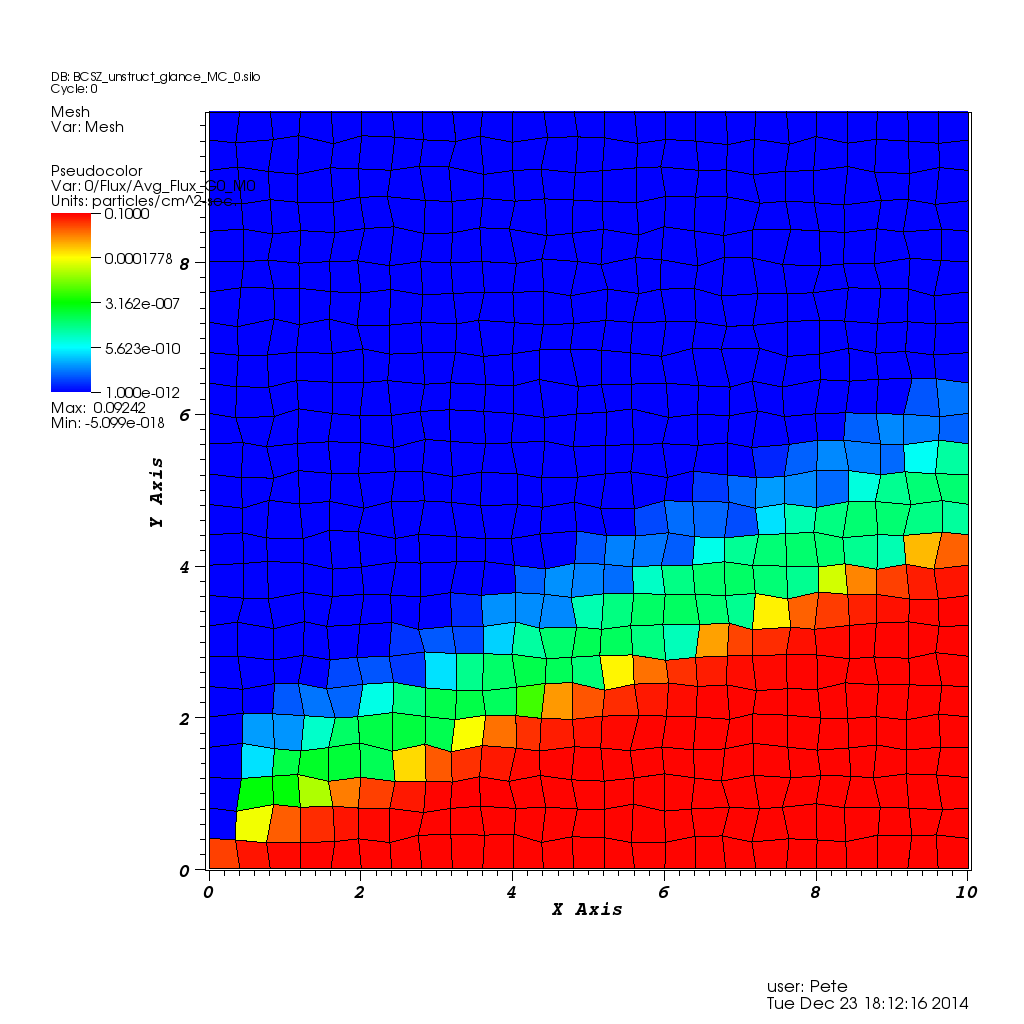 DB: BCSZ_unstruct_glance_MC_0.silo
Cycle: 0
Mesh
Var: Mesh
Pseudocolor
Var: 0/Flux/Avg_Flux_G0_M0
Units: particles/cm^2-sec
0.1000
0.0001778
3.162e-007
5.623e-010
1.000e-012
Max: 0.09242
Min: -5.099e-018
8
6
4
2
0
Y Axis
0 2 4 6 8 10
X Axis
user: Pete
Tue Dec 23 18:12:16 2014